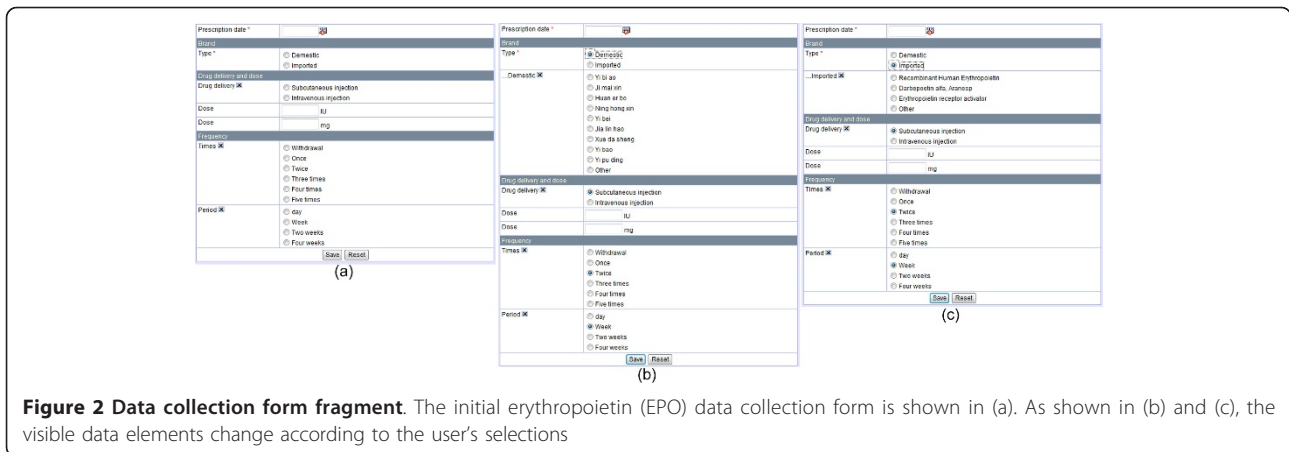 Prescription date *
Brand
Type *
Demestic
Imported
Drug delivery and dose
Drug delivery
Subcutaneous injection
Intravenous injection
Dose
IU
Dose
mg
Frequency
Times
Withdrawal
Once
Twice
Three times
Four times
Five times
Period
day
Week
Two weeks
Four weeks
Save Reset
(a)
Prescription date *
Brand
Type *
Demestic
Imported
...Demestic
Yi bi ao
Ji mai xin
Huan er bo
Ning hong xin
Yi bei
Jia lin hao
Xue da sheng
Yi bao
Yi pu ding
Other
Drug delivery and dose
Drug delivery
Subcutaneous injection
Intravenous injection
Dose
IU
Dose
mg
Frequency
Times
Withdrawal
Once
Twice
Three times
Four times
Five times
Period
day
Week
Two weeks
Four weeks
Save Reset
(b)
Prescription date *
Brand
Type *
Demestic
Imported
...Imported
Recombinant Human Erythropoietin
Darbepoetin alfa, Aranesp
Erythropoietin receptor activator
Other
Drug delivery and dose
Drug delivery
Subcutaneous injection
Intravenous injection
Dose
IU
Dose
mg
Frequency
Times
Withdrawal
Once
Twice
Three times
Four times
Five times
Period
day
Week
Two weeks
Four weeks
Save Reset
(c)
Figure 2 Data collection form fragment. The initial erythropoietin (EPO) data collection form is shown in (a). As shown in (b) and (c), the
visible data elements change according to the user's selections